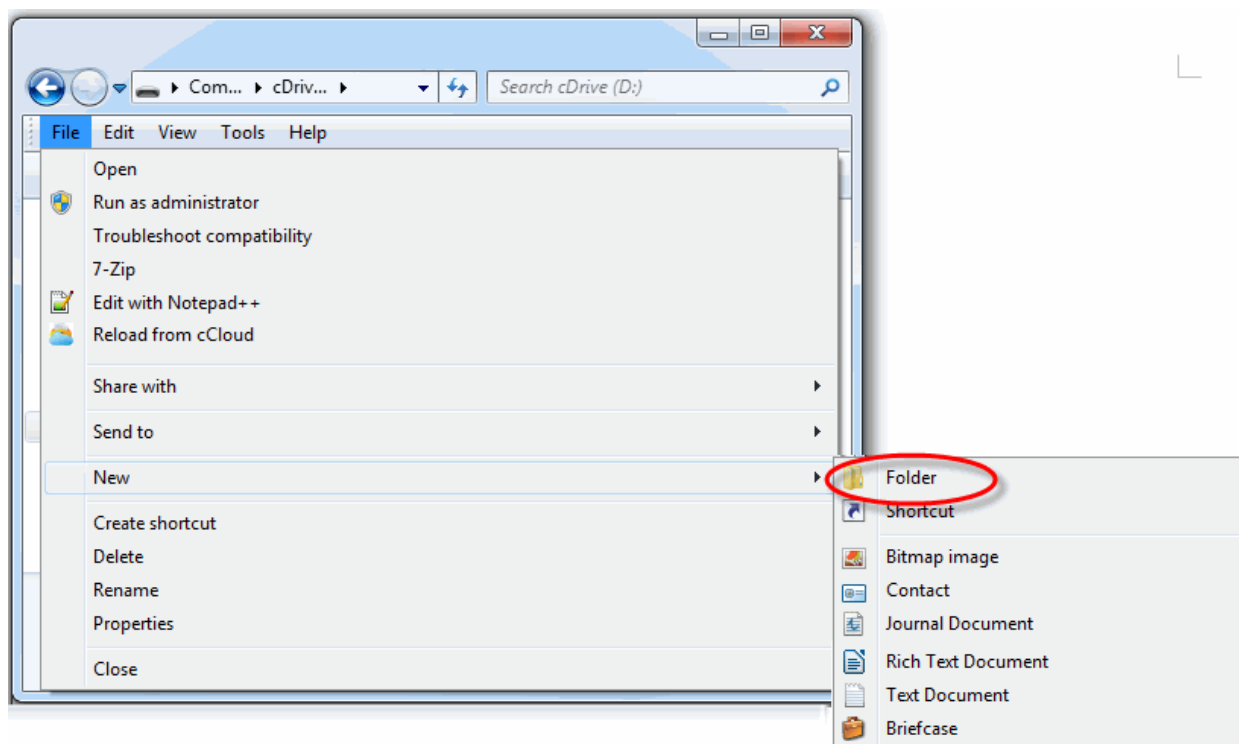 Com... cDriv... Search cDrive (D:)
File Edit View Tools Help
Open
Run as administrator
Troubleshoot compatibility
7-Zip
Edit with Notepad++
Reload from cCloud
Share with
Send to
New
Create shortcut
Delete
Rename
Properties
Close
Folder
Shortcut
Bitmap image
Contact
Journal Document
Rich Text Document
Text Document
Briefcase